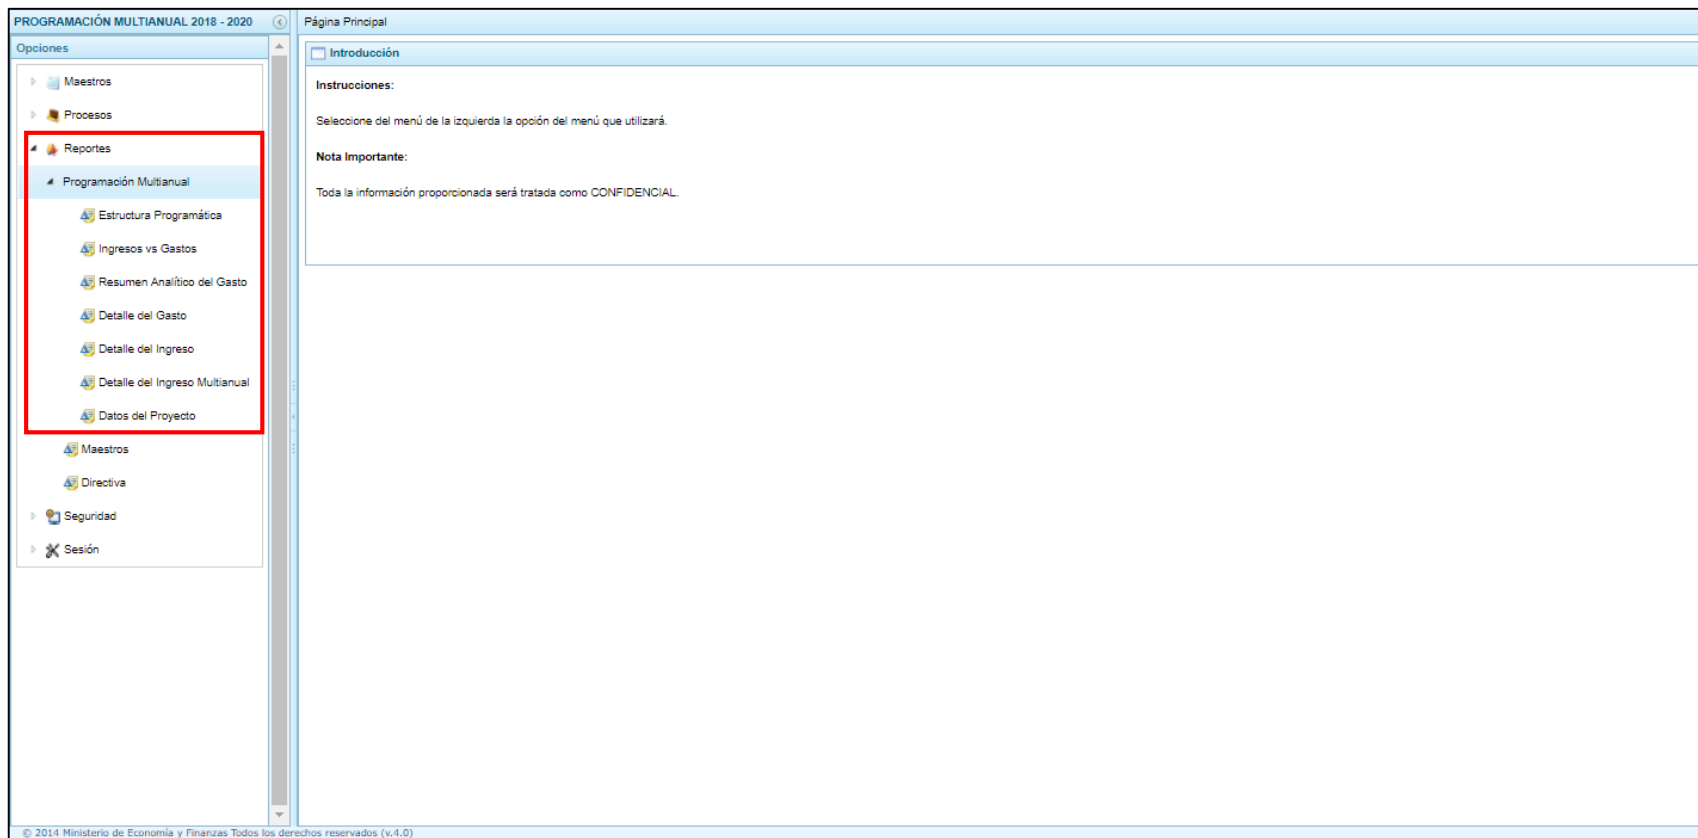 PROGRAMACIÓN MULTIANUAL 2018 - 2020
Opciones
Maestros
Procesos
Reportes
Programación Multianual
Estructura Programática
Ingresos vs Gastos
Resumen Analítico del Gasto
Detalle del Gasto
Detalle del Ingreso
Detalle del Ingreso Multianual
Datos del Proyecto
Maestros
Directiva
Seguridad
Sesión
Página Principal
Introducción
Instrucciones:
Seleccione del menú de la izquierda la opción del menú que utilizará.
Nota Importante:
Toda la información proporcionada será tratada como CONFIDENCIAL.
© 2014 Ministerio de Economía y Finanzas Todos los derechos reservados (v.4.0)